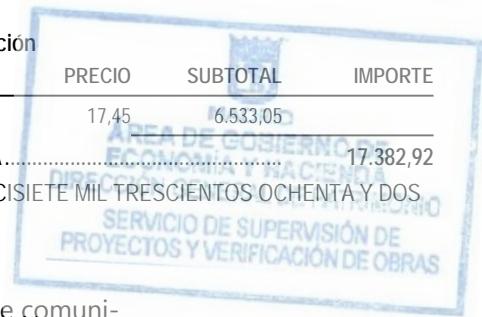 ción
PRECIO SUBTOTAL IMPORTE
17,45 6.533,05
ÁREA DE GOBIERNO DE
ECONOMÍA Y HACIENDA
A.................................................. 17.382,92
CISIETE MIL TRESCIENTOS OCHENTA Y DOS
SERVICIO DE SUPERVISIÓN DE
PROYECTOS Y VERIFICACIÓN DE OBRAS
e comuni-